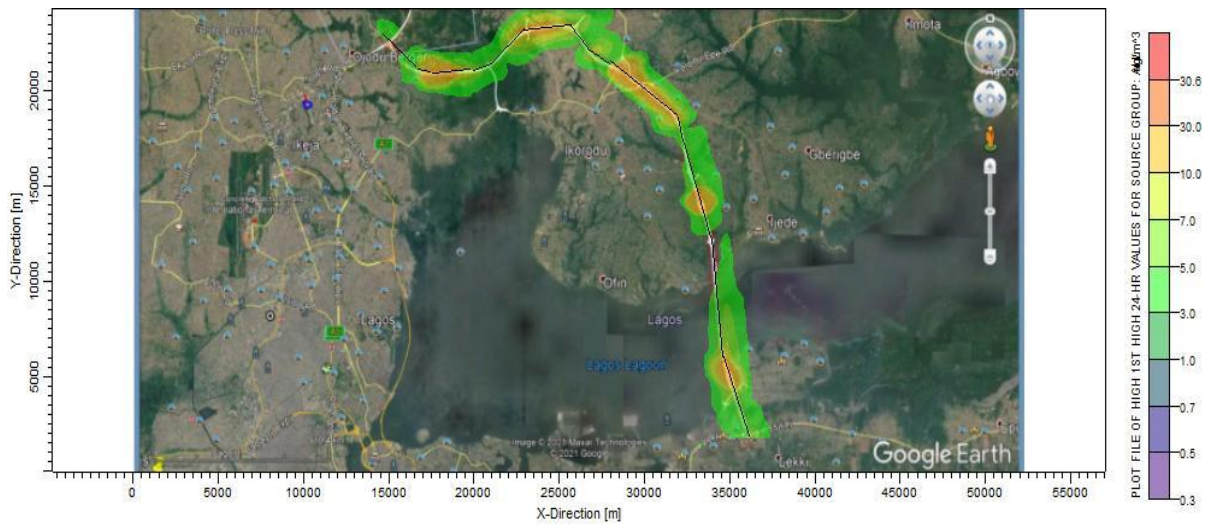 Imota
Ojodu Berger
Agbow
Ikeja
Ikorodu
Gberigbe
Ijede
Ofin
Lagos
Lagos
Lagos Lagoon
Image © 2021 Maxar Technologies
© 2021 Google
Google Earth
Lekki
Y-Direction [m]
20000
15000
10000
5000
0
5000
10000
15000
20000
25000
30000
35000
40000
45000
50000
55000
X-Direction [m]
PLOT FILE OF HIGH 1ST HIGH 24-HR VALUES FOR SOURCE GROUP:
30.6
30.0
10.0
7.0
5.0
3.0
1.0
0.7
0.5
0.3